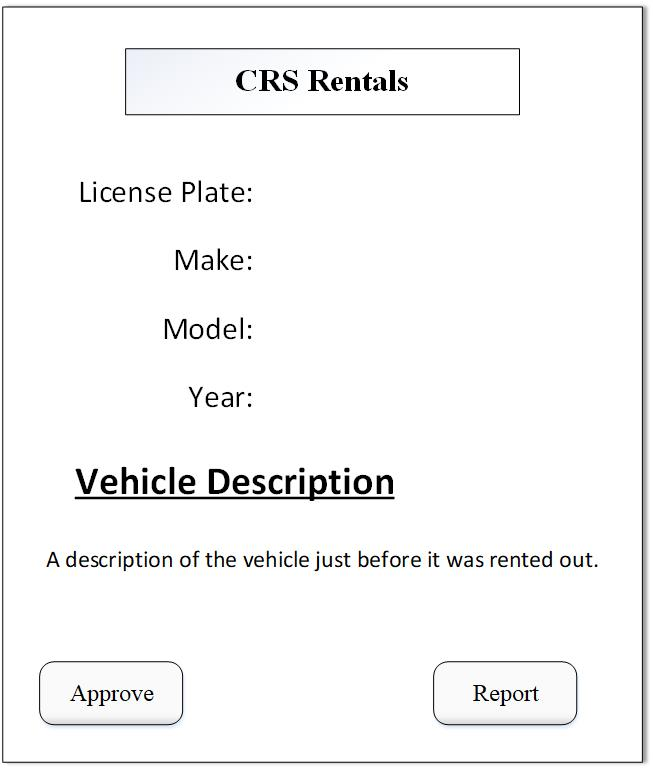 CRS Rentals
License Plate:
Make:
Model:
Year:
Vehicle Description
A description of the vehicle just before it was rented out.
Approve
Report